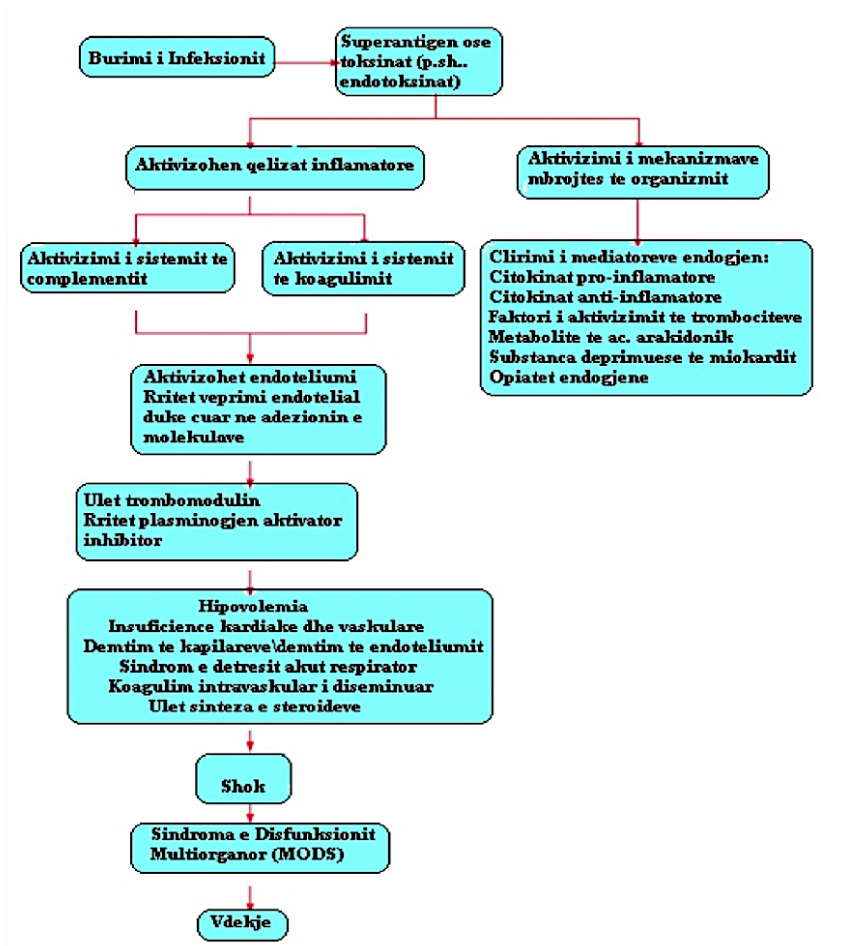 Burimi i Infeksionit
Superantigen ose
toksinat (p.sh..
endotoksinat)
Aktivizohen qelizat inflamatore
Aktivizimi i mekanizmave
mbrojtes te organizmit
Aktivizimi i sistemit te
complementit
Aktivizimi i sistemit
te koagulimit
Clirimi i mediatoreve endogjen:
Citokinat pro-inflamatore
Citokinat anti-inflamatore
Faktori i aktivizimit te trombociteve
Metabolite te ac. arakidonik
Substanca deprimuese te miokardit
Opiatet endogjene
Aktivizohet endoteliumi
Rritet veprimi endotelial
duke cuar ne adezionin e
molekulave
Ulet trombomodulin
Rritet plasminogjen aktivator
inhibitor
Hipovolemia
Insuficience kardiake dhe vaskulare
Demtim te kapilareve\demtim te endoteliumit
Sindrom e detresit akut respirator
Koagulim intravaskular i diseminuar
Ulet sinteza e steroideve
Shok
Sindroma e Disfunksionit
Multiorganor (MODS)
Vdekje